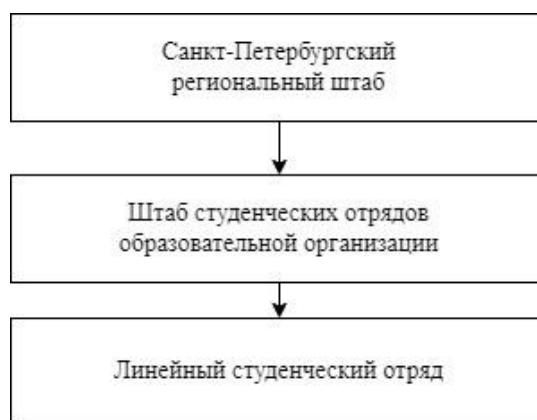 Санкт-Петербургский
региональный штаб
Штаб студенческих отрядов
образовательной организации
Линейный студенческий отряд